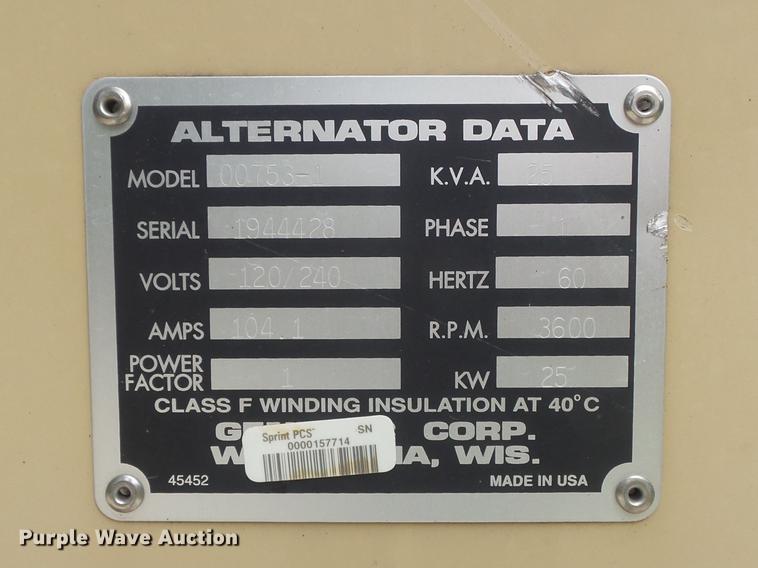 ALTERNATOR DATA
MODEL 00753-1 K.V.A. 25
SERIAL 1944428 PHASE 1
VOLTS 120/240 HERTZ 60
AMPS 104.1 R.P.M. 3600
POWER FACTOR 1 KW 25
CLASS F WINDING INSULATION AT 40°C
CORP.
WIS.
Sprint PCS SN
0000157714
45452 MADE IN USA
Purple Wave Auction